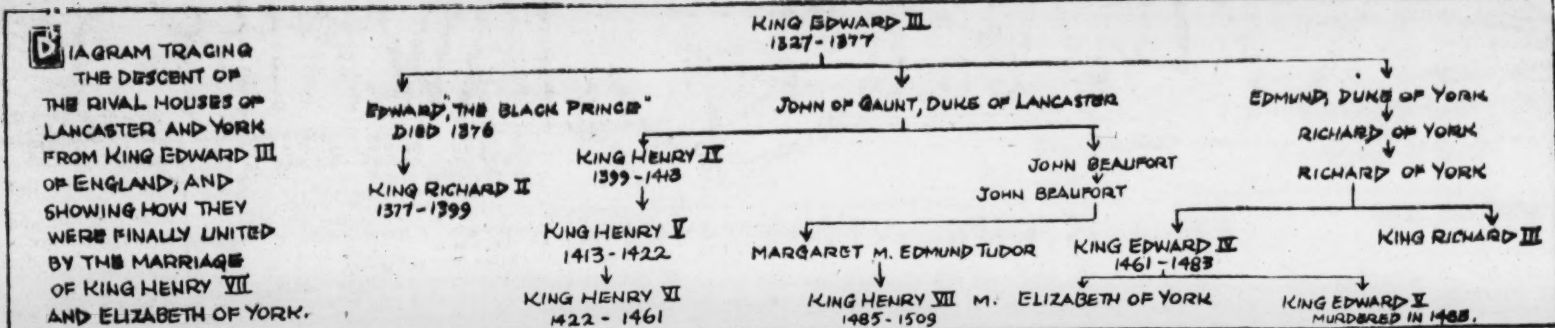 DIAGRAM TRACING
THE DESCENT OF
THE RIVAL HOUSES OF
LANCASTER AND YORK
FROM KING EDWARD III
OF ENGLAND, AND
SHOWING HOW THEY
WERE FINALLY UNITED
BY THE MARRIAGE
OF KING HENRY VII
AND ELIZABETH OF YORK.
KING EDWARD III
1327-1377
EDWARD, "THE BLACK PRINCE"
DIED 1376
JOHN OF GAUNT, DUKE OF LANCASTER
EDMUND, DUKE OF YORK
KING RICHARD II
1377-1399
KING HENRY IV
1399-1413
JOHN BEAUFORT
JOHN BEAUFORT
RICHARD OF YORK
RICHARD OF YORK
KING HENRY V
1413-1422
MARGARET M. EDMUND TUDOR
KING EDWARD IV
1461-1483
KING RICHARD III
KING HENRY VI
1422-1461
KING HENRY VII M. ELIZABETH OF YORK
1485-1509
KING EDWARD V
MURDERED IN